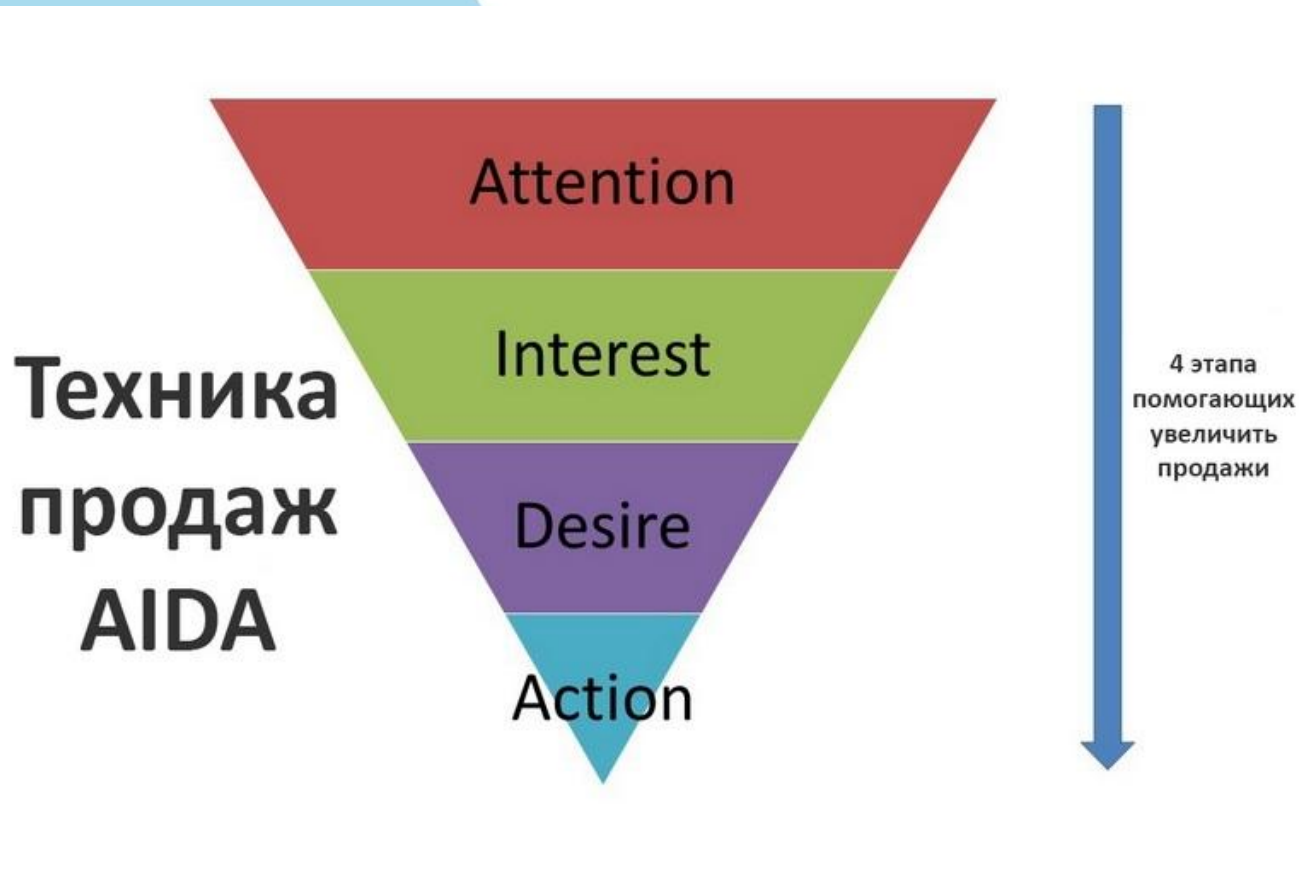 Attention
Interest
Desire
Action
Техника
продаж
AIDA
4 этапа
помогающих
увеличить
продажи